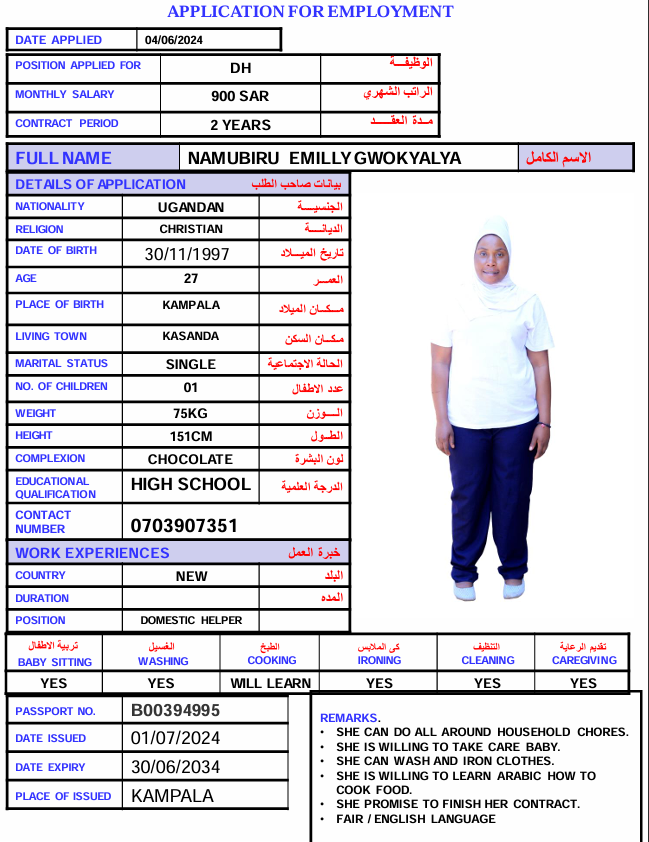 APPLICATION FOR EMPLOYMENT
DATE APPLIED 04/06/2024
POSITION APPLIED FOR DH الوظيفـــة
MONTHLY SALARY 900 SAR الراتب الشهري
CONTRACT PERIOD 2 YEARS مـدة العقــــد
FULL NAME NAMUBIRU EMILLY GWOKYALYA الاسم الكامل
DETAILS OF APPLICATION بيانات صاحب الطلب
NATIONALITY UGANDAN الجنسيـــة
RELIGION CHRISTIAN الديانـــة
DATE OF BIRTH 30/11/1997 تاريخ الميـــلاد
AGE 27 العمــر
PLACE OF BIRTH KAMPALA مـــكـــان الميلاد
LIVING TOWN KASANDA مكـان السكن
MARITAL STATUS SINGLE الحالة الاجتماعية
NO. OF CHILDREN 01 عدد الاطفال
WEIGHT 75KG الـــوزن
HEIGHT 151CM الطــول
COMPLEXION CHOCOLATE لون البشرة
EDUCATIONAL QUALIFICATION HIGH SCHOOL الدرجة العلمية
CONTACT NUMBER 0703907351
WORK EXPERIENCES خبرة العمل
COUNTRY NEW البلد
DURATION المده
POSITION DOMESTIC HELPER
تربية الاطفال الغسيل الطبخ كى الملابس التنظيف تقديم الرعاية
BABY SITTING WASHING COOKING IRONING CLEANING CAREGIVING
YES YES WILL LEARN YES YES YES
PASSPORT NO. B00394995
DATE ISSUED 01/07/2024
DATE EXPIRY 30/06/2034
PLACE OF ISSUED KAMPALA
REMARKS.
• SHE CAN DO ALL AROUND HOUSEHOLD CHORES.
• SHE IS WILLING TO TAKE CARE BABY.
• SHE CAN WASH AND IRON CLOTHES.
• SHE IS WILLING TO LEARN ARABIC HOW TO
COOK FOOD.
• SHE PROMISE TO FINISH HER CONTRACT.
• FAIR / ENGLISH LANGUAGE